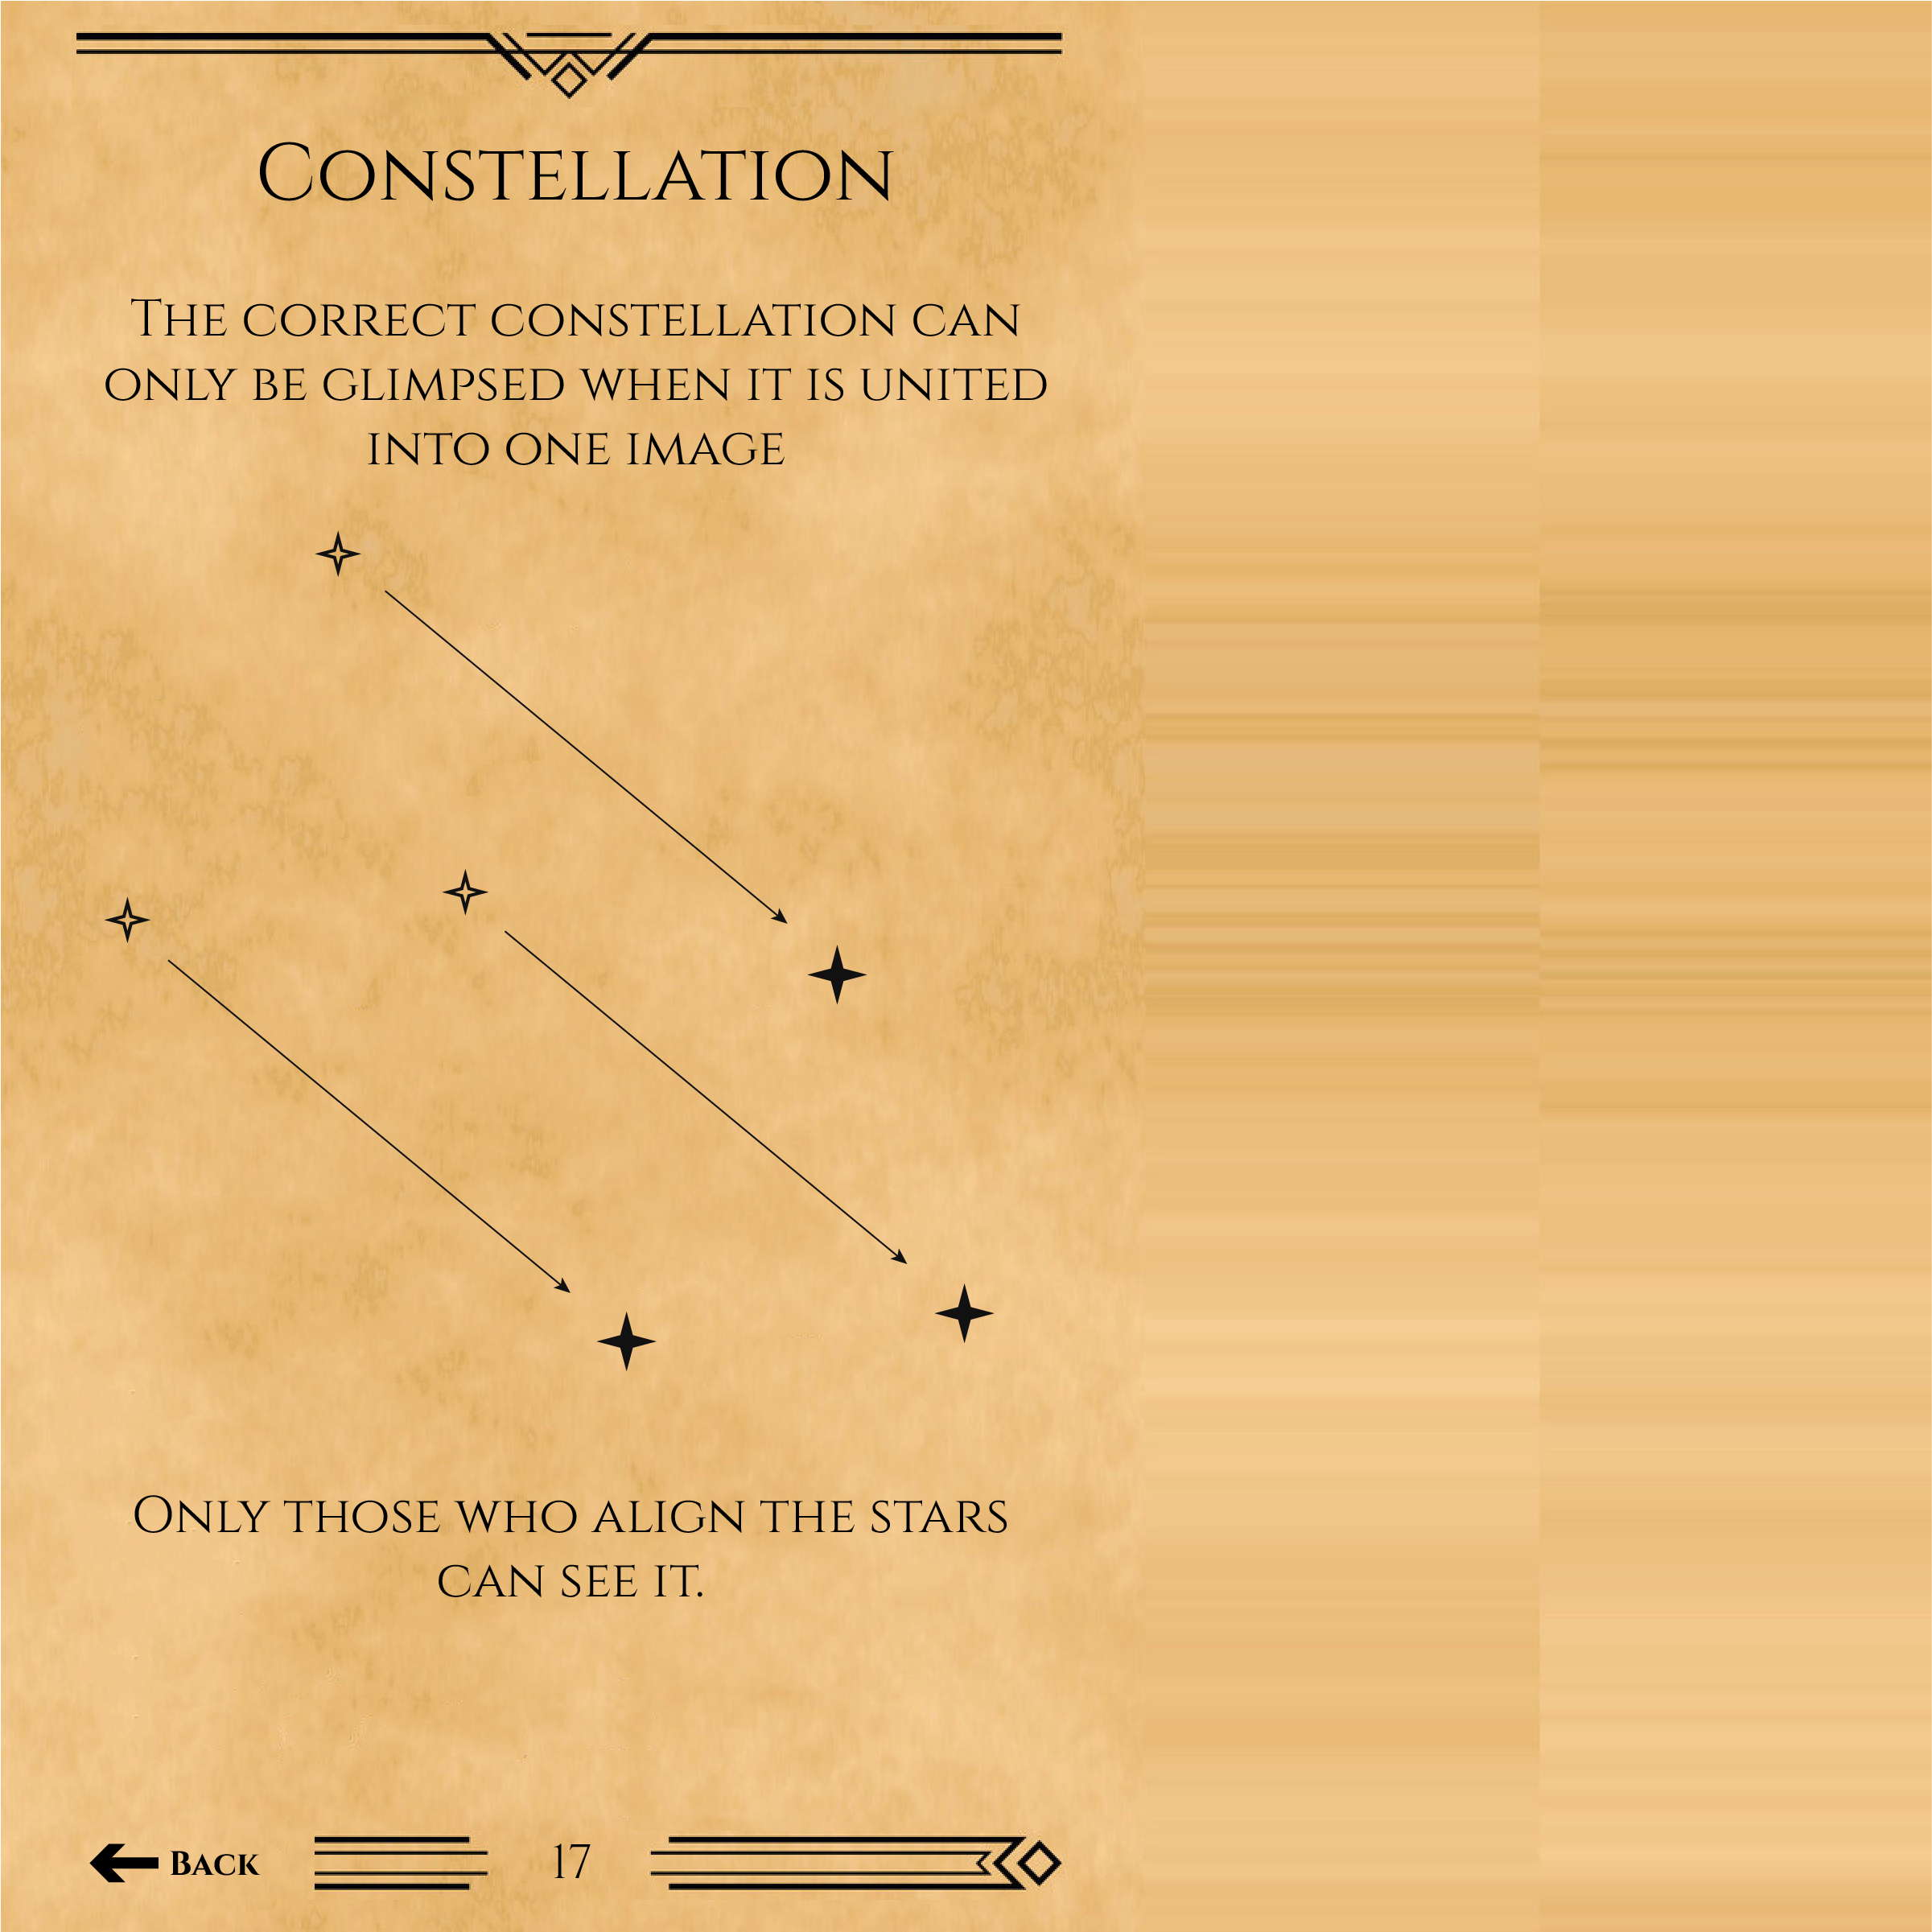 Constellation
The correct constellation can
only be glimpsed when it is united
into one image
Only those who align the stars
can see it.
Back
17